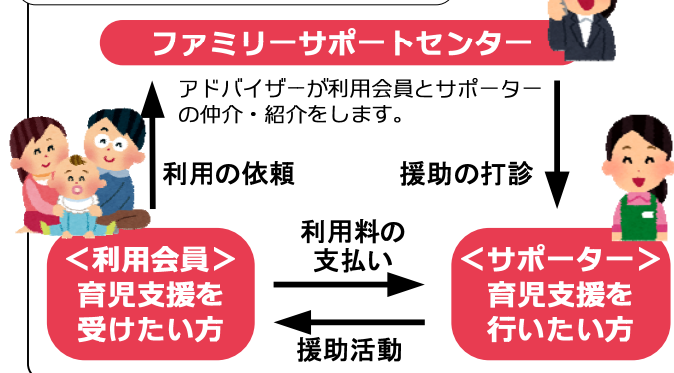 ファミリーサポートセンター
アドバイザーが利用会員とサポーター
の仲介・紹介をします。
利用の依頼
援助の打診
利用料の
支払い
＜利用会員＞
育児支援を
受けたい方
＜サポーター＞
育児支援を
行いたい方
援助活動